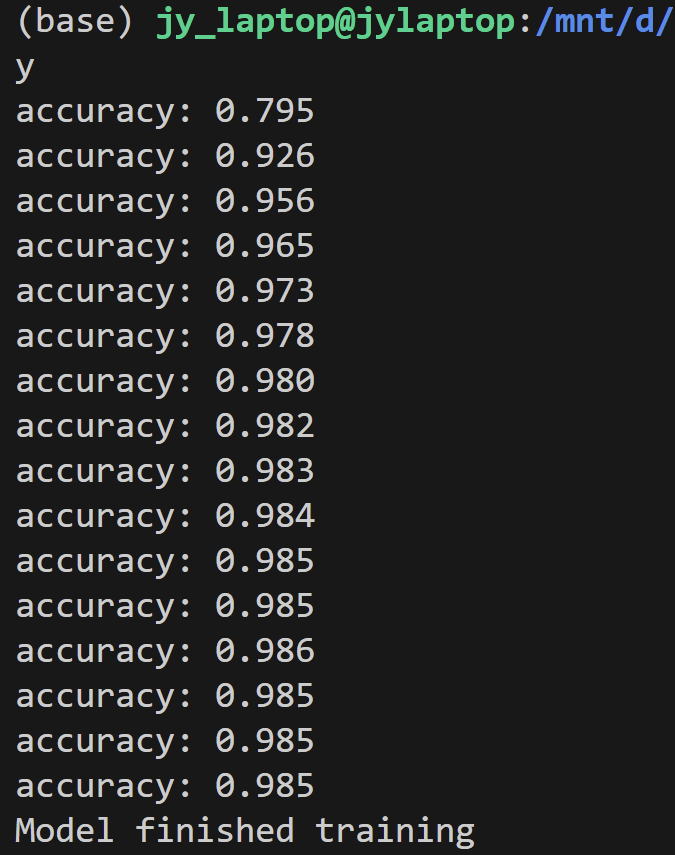 (base) jy_laptop@jylaptop:/mnt/d/
y
accuracy: 0.795
accuracy: 0.926
accuracy: 0.956
accuracy: 0.965
accuracy: 0.973
accuracy: 0.978
accuracy: 0.980
accuracy: 0.982
accuracy: 0.983
accuracy: 0.984
accuracy: 0.985
accuracy: 0.985
accuracy: 0.986
accuracy: 0.985
accuracy: 0.985
accuracy: 0.985
Model finished training